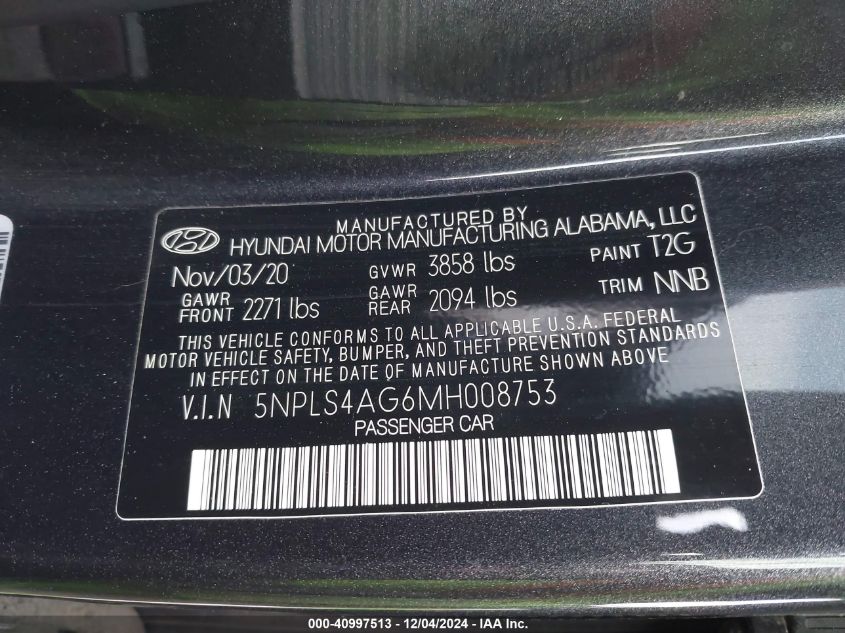 MANUFACTURED BY
HYUNDAI MOTOR MANUFACTURING ALABAMA, LLC
Nov/03/20 GVWR 3858 lbs PAINT T2G
GAWR FRONT 2271 lbs GAWR REAR 2094 lbs TRIM NNB
THIS VEHICLE CONFORMS TO ALL APPLICABLE U.S.A. FEDERAL
MOTOR VEHICLE SAFETY, BUMPER, AND THEFT PREVENTION STANDARDS
IN EFFECT ON THE DATE OF MANUFACTURE SHOWN ABOVE
V.I.N 5NPLS4AG6MH008753
PASSENGER CAR
000-40997513 - 12/04/2024 - IAA Inc.